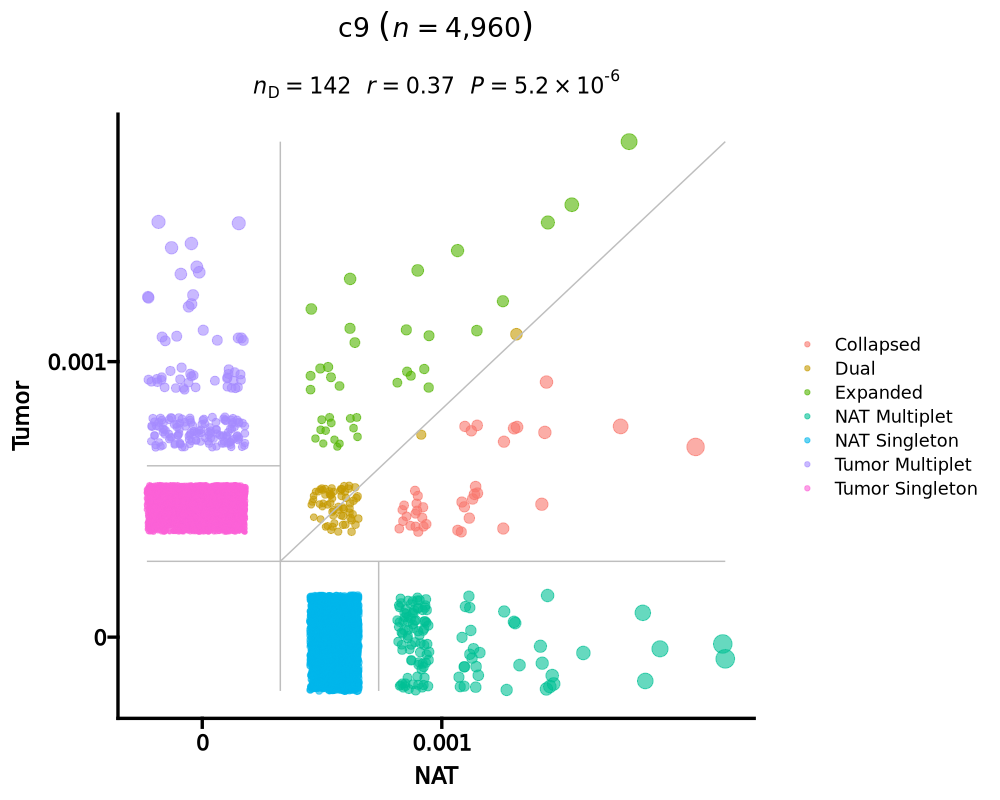 c9 (n = 4,960)
n_D = 142 r = 0.37 P = 5.2 × 10^-6
Tumor
0.001
0
0
0.001
NAT
Collapsed
Dual
Expanded
NAT Multiplet
NAT Singleton
Tumor Multiplet
Tumor Singleton